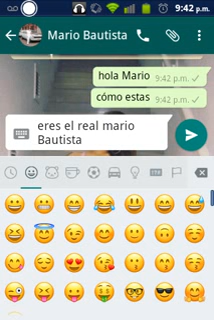 9:42 p.m.
Mario Bautista
hola Mario 9:42 p.m.
cómo estas 9:42 p.m.
eres el real mario
Bautista